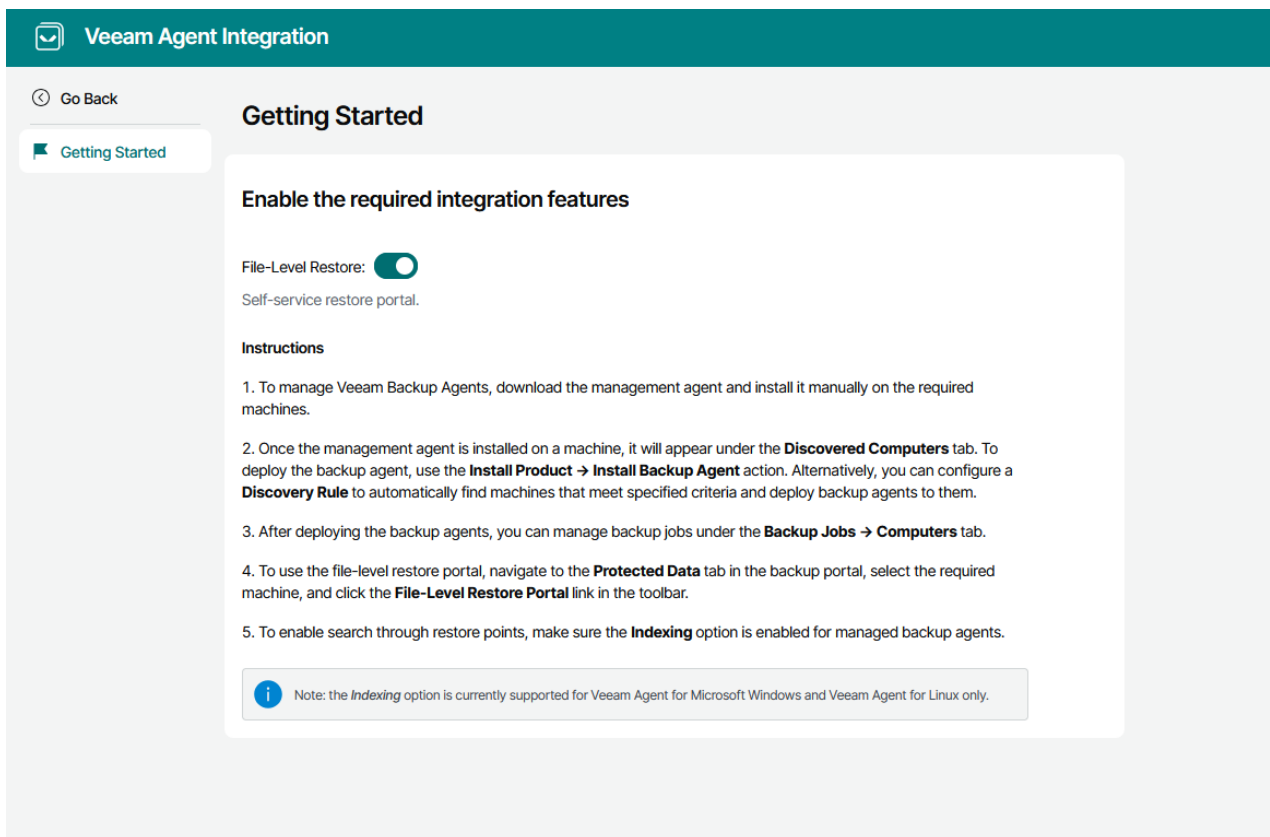 Veeam Agent Integration
Go Back
Getting Started
Getting Started
Enable the required integration features
File-Level Restore:
Self-service restore portal.
Instructions
1. To manage Veeam Backup Agents, download the management agent and install it manually on the required
machines.
2. Once the management agent is installed on a machine, it will appear under the Discovered Computers tab. To
deploy the backup agent, use the Install Product → Install Backup Agent action. Alternatively, you can configure a
Discovery Rule to automatically find machines that meet specified criteria and deploy backup agents to them.
3. After deploying the backup agents, you can manage backup jobs under the Backup Jobs → Computers tab.
4. To use the file-level restore portal, navigate to the Protected Data tab in the backup portal, select the required
machine, and click the File-Level Restore Portal link in the toolbar.
5. To enable search through restore points, make sure the Indexing option is enabled for managed backup agents.
Note: the Indexing option is currently supported for Veeam Agent for Microsoft Windows and Veeam Agent for Linux only.